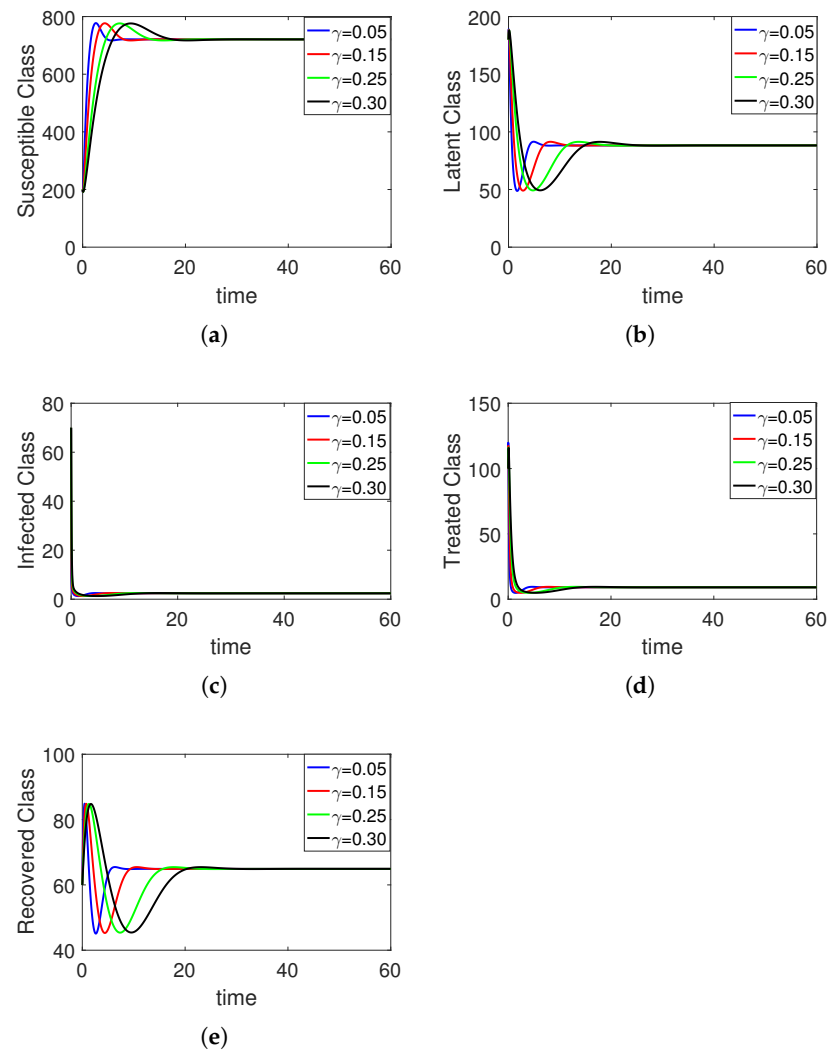 800
600
400
200
0
Susceptible Class
0 20 40 60
time
γ=0.05
γ=0.15
γ=0.25
γ=0.30
(a)
200
150
100
50
0
Latent Class
0 20 40 60
time
γ=0.05
γ=0.15
γ=0.25
γ=0.30
(b)
80
60
40
20
0
Infected Class
0 20 40 60
time
γ=0.05
γ=0.15
γ=0.25
γ=0.30
(c)
150
100
50
0
Treated Class
0 20 40 60
time
γ=0.05
γ=0.15
γ=0.25
γ=0.30
(d)
100
80
60
40
Recovered Class
0 20 40 60
time
γ=0.05
γ=0.15
γ=0.25
γ=0.30
(e)